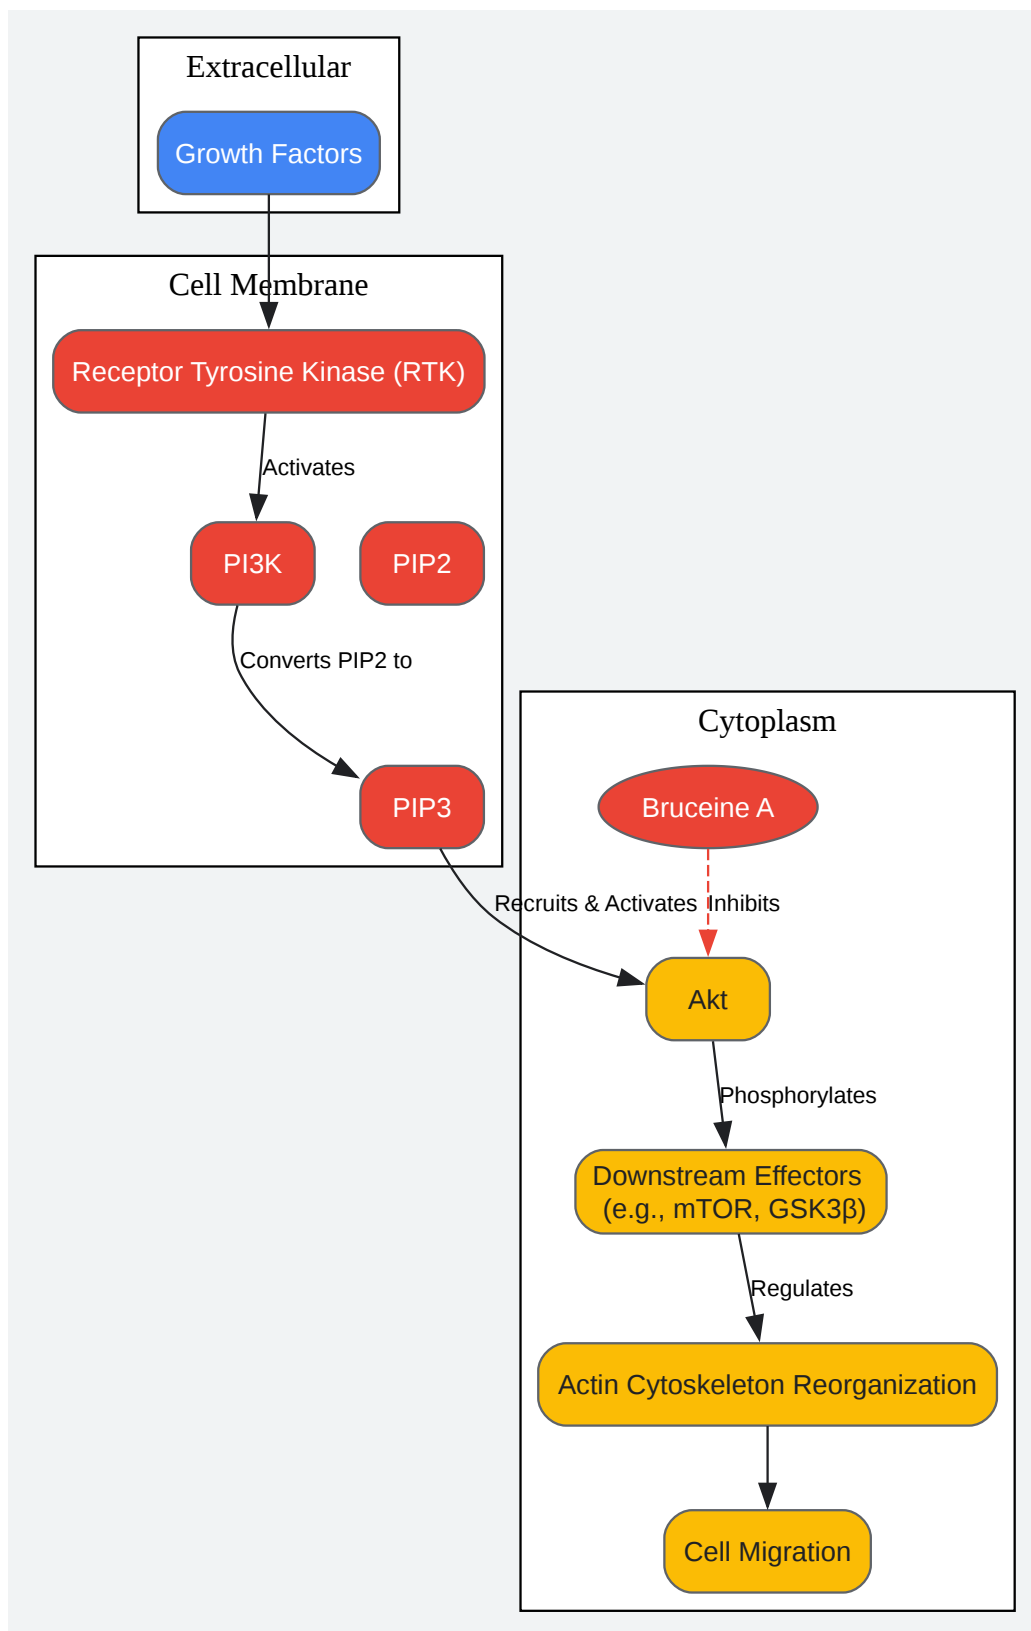 Extracellular
Growth Factors
Cell Membrane
Receptor Tyrosine Kinase (RTK)
Activates
PI3K
PIP2
Converts PIP2 to
PIP3
Cytoplasm
Bruceine A
Recruits & Activates
Inhibits
Akt
Phosphorylates
Downstream Effectors
(e.g., mTOR, GSK3β)
Regulates
Actin Cytoskeleton Reorganization
Cell Migration